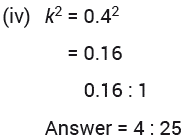 (iv) k² = 0.4²
= 0.16
0.16 : 1
Answer = 4 : 25